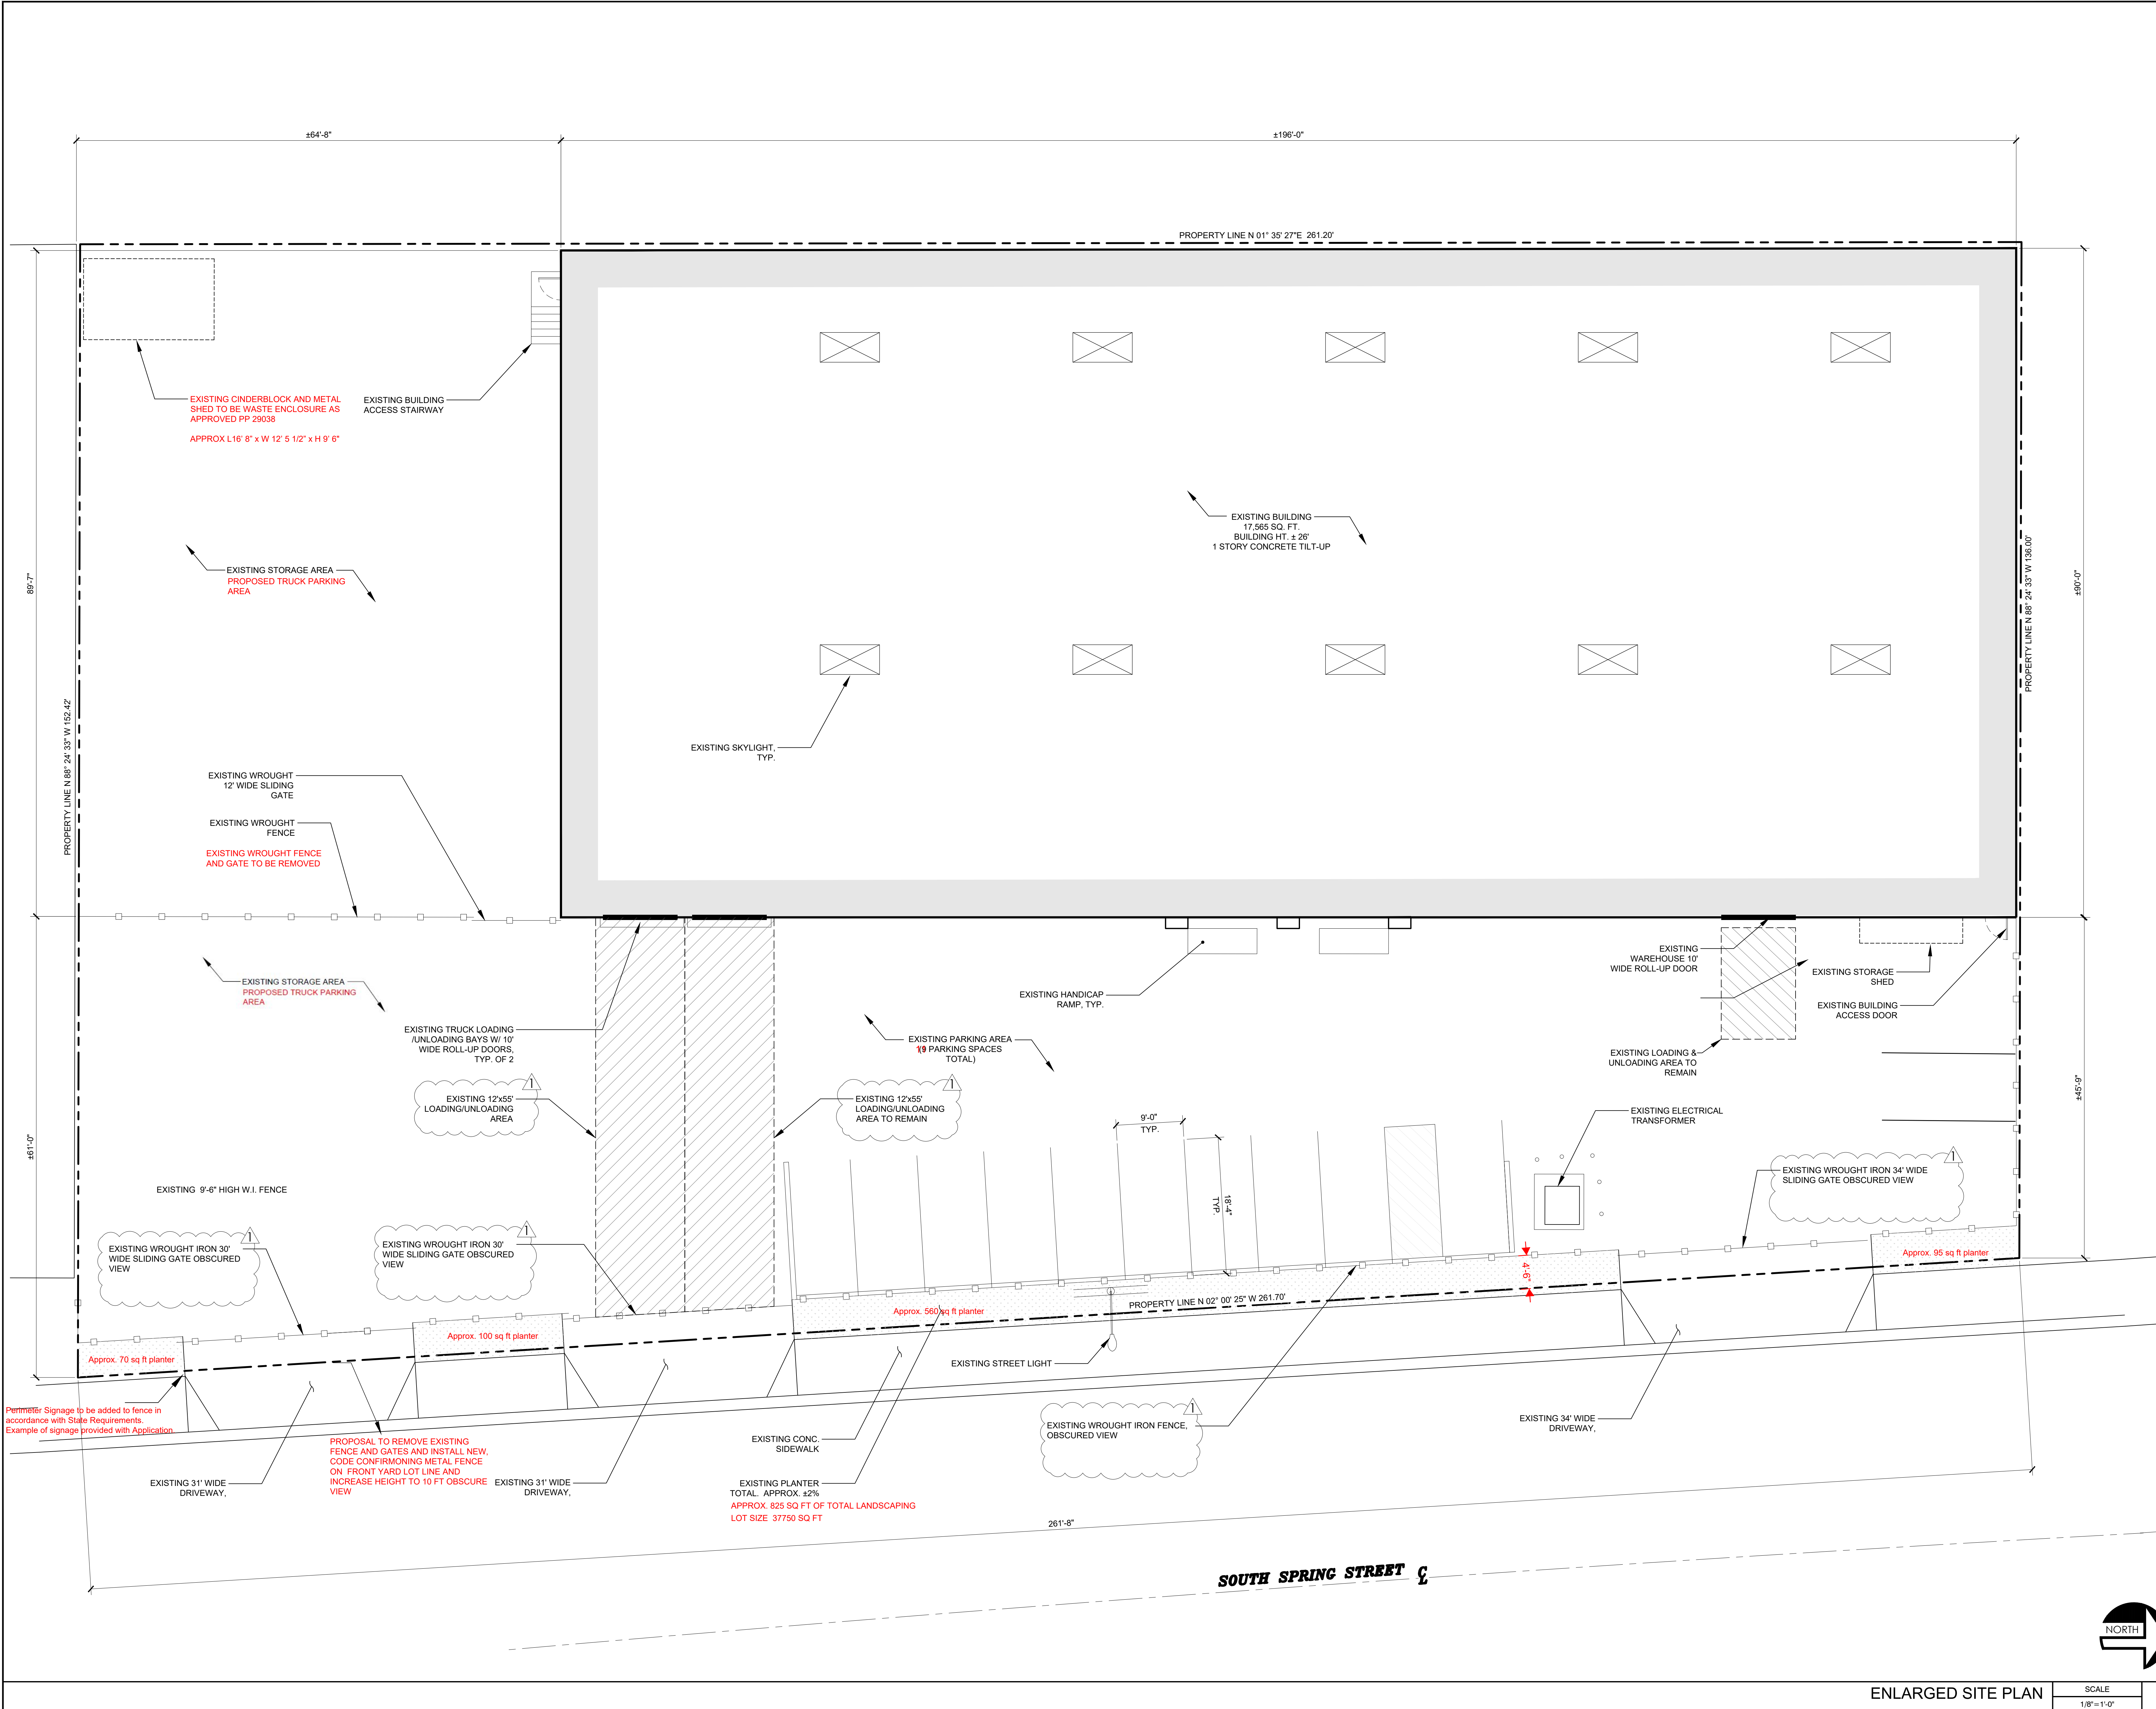 ±64'-8"
±196'-0"
PROPERTY LINE N 01° 35' 27"E 261.20'
EXISTING CINDERBLOCK AND METAL
SHED TO BE WASTE ENCLOSURE AS
APPROVED PP 29038
APPROX L16' 8" x W 12' 5 1/2" x H 9' 6"
EXISTING BUILDING
ACCESS STAIRWAY
EXISTING BUILDING
17,565 SQ. FT.
BUILDING HT. ± 26'
1 STORY CONCRETE TILT-UP
89'-7"
EXISTING STORAGE AREA
PROPOSED TRUCK PARKING
AREA
PROPERTY LINE N 88° 24' 33" W 136.00'
±90'-0"
PROPERTY LINE N 88° 24' 33" W 152.42'
EXISTING SKYLIGHT,
TYP.
EXISTING WROUGHT
12' WIDE SLIDING
GATE
EXISTING WROUGHT
FENCE
EXISTING WROUGHT FENCE
AND GATE TO BE REMOVED
EXISTING STORAGE AREA
PROPOSED TRUCK PARKING
AREA
EXISTING TRUCK LOADING
/UNLOADING BAYS W/ 10'
WIDE ROLL-UP DOORS,
TYP. OF 2
EXISTING HANDICAP
RAMP, TYP.
EXISTING PARKING AREA
PARKING SPACES
TOTAL)
EXISTING
WAREHOUSE 10'
WIDE ROLL-UP DOOR
EXISTING STORAGE
SHED
EXISTING BUILDING
ACCESS DOOR
EXISTING LOADING &
UNLOADING AREA TO
REMAIN
±61'-0"
±45'-9"
1
EXISTING 12'x55'
LOADING/UNLOADING
AREA
1
EXISTING 12'x55'
LOADING/UNLOADING
AREA TO REMAIN
9'-0"
TYP.
18'-4"
TYP.
EXISTING ELECTRICAL
TRANSFORMER
1
EXISTING WROUGHT IRON 34' WIDE
SLIDING GATE OBSCURED VIEW
EXISTING 9'-6" HIGH W.I. FENCE
1
EXISTING WROUGHT IRON 30'
WIDE SLIDING GATE OBSCURED
VIEW
1
EXISTING WROUGHT IRON 30'
WIDE SLIDING GATE OBSCURED
VIEW
4'-6"
Approx. 95 sq ft planter
Approx. 560 sq ft planter
PROPERTY LINE N 02° 00' 25" W 261.70'
Approx. 100 sq ft planter
Approx. 70 sq ft planter
EXISTING STREET LIGHT
Perimeter Signage to be added to fence in
accordance with State Requirements.
Example of signage provided with Application.
PROPOSAL TO REMOVE EXISTING
FENCE AND GATES AND INSTALL NEW,
CODE CONFIRMONING METAL FENCE
ON FRONT YARD LOT LINE AND
INCREASE HEIGHT TO 10 FT OBSCURE
VIEW
EXISTING 31' WIDE
DRIVEWAY,
EXISTING 31' WIDE
DRIVEWAY,
EXISTING CONC.
SIDEWALK
EXISTING PLANTER
TOTAL. APPROX. ±2%
APPROX. 825 SQ FT OF TOTAL LANDSCAPING
LOT SIZE 37750 SQ FT
1
EXISTING WROUGHT IRON FENCE,
OBSCURED VIEW
EXISTING 34' WIDE
DRIVEWAY,
261'-8"
SOUTH SPRING STREET CL
NORTH
ENLARGED SITE PLAN
SCALE
1/8"=1'-0"